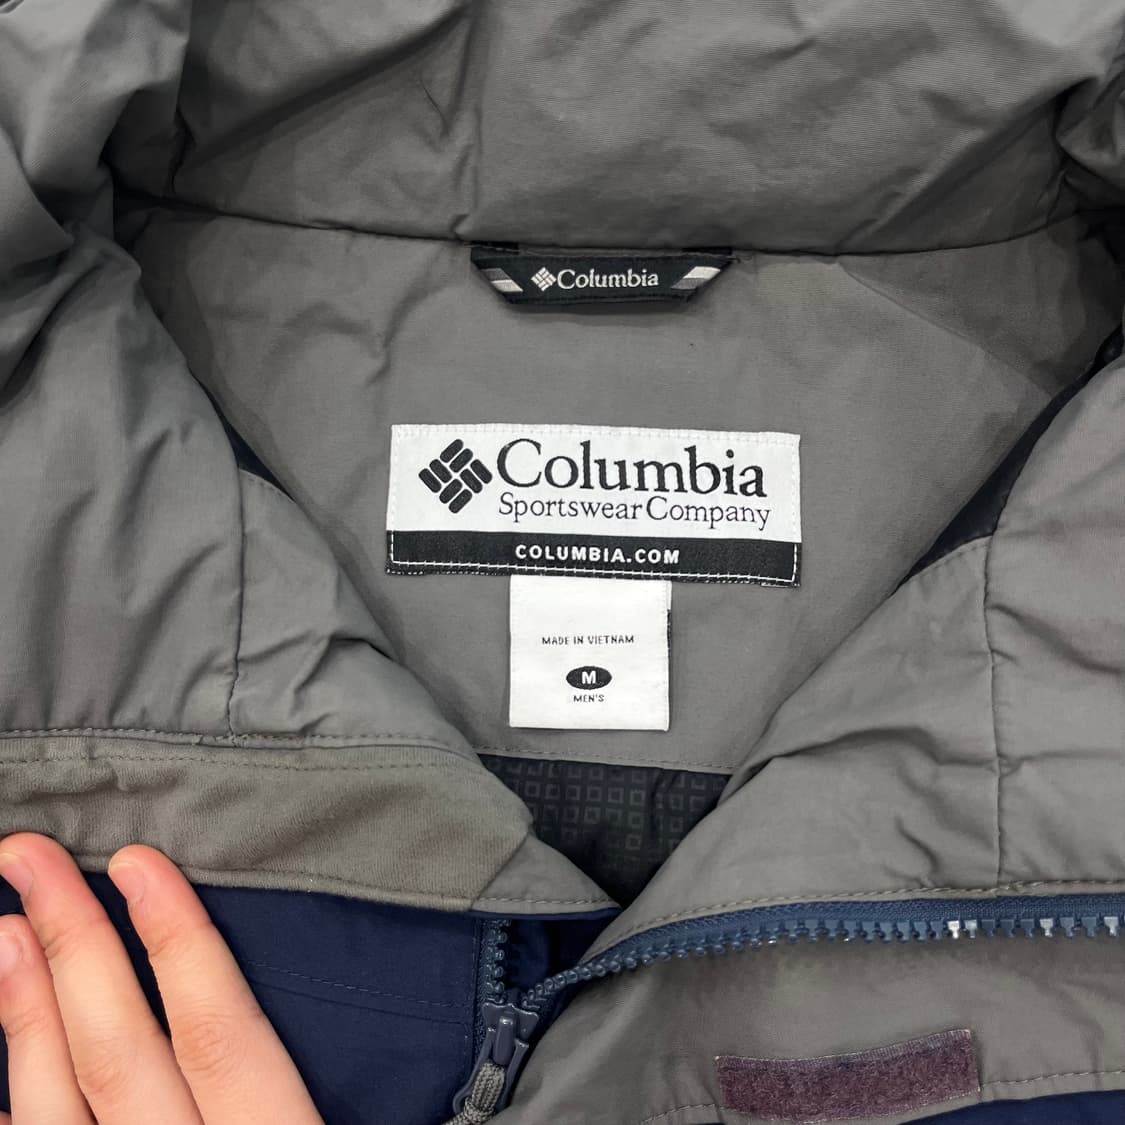 Columbia
Columbia
Sportswear Company
COLUMBIA.COM
MADE IN VIETNAM
M
MEN'S